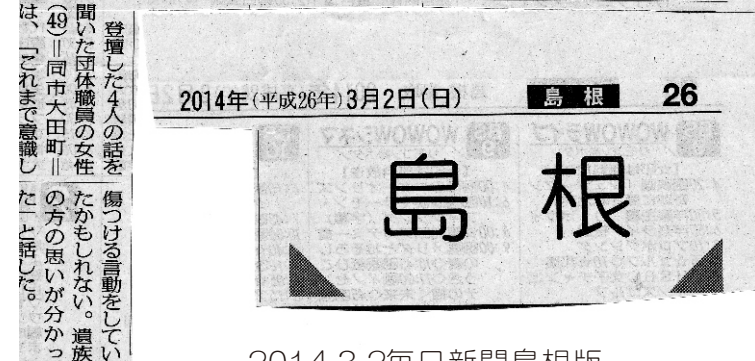 登壇した4人の話を
聞いた団体職員の女性
(49)＝同市大田町＝
は、「これまで意識し
傷つける言動をしてい
たかもしれない。遺族
の方の思いが分かっ
た」と話した。
2014年(平成26年)3月2日(日) 島根 26
島根
2014.3.2毎日新聞島根版